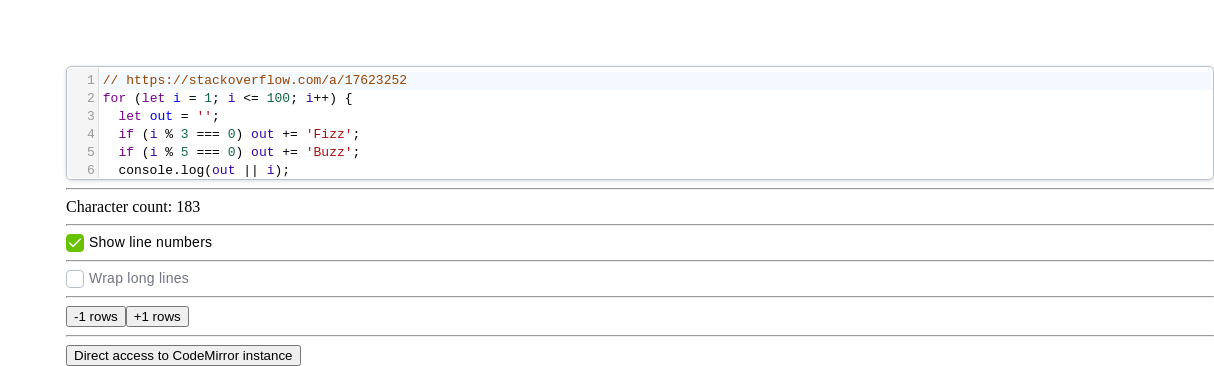 1 // https://stackoverflow.com/a/17623252
2 for (let i = 1; i <= 100; i++) {
3   let out = '';
4   if (i % 3 === 0) out += 'Fizz';
5   if (i % 5 === 0) out += 'Buzz';
6   console.log(out || i);
Character count: 183
Show line numbers
Wrap long lines
-1 rows +1 rows
Direct access to CodeMirror instance